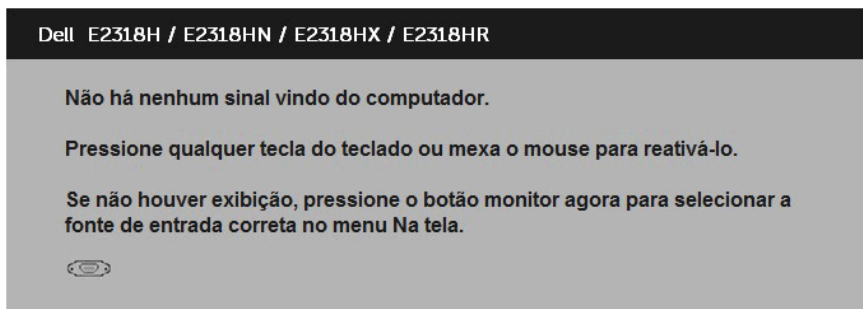 Dell E2318H / E2318HN / E2318HX / E2318HR
Não há nenhum sinal vindo do computador.
Pressione qualquer tecla do teclado ou mexa o mouse para reativá-lo.
Se não houver exibição, pressione o botão monitor agora para selecionar a
fonte de entrada correta no menu Na tela.